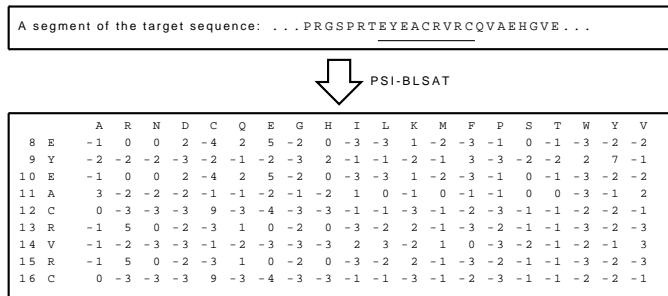 A segment of the target sequence: ...PRGSPRTEYEACRVRCQVAEHGVE...
PSI-BLSAT
A R N D C Q E G H I L K M F P S T W Y V
8 E -1 0 0 2 -4 2 5 -2 0 -3 -3 1 -2 -3 -1 0 -1 -3 -2 -2
9 Y -2 -2 -2 -3 -2 -1 -2 -3 2 -1 -1 -2 -1 3 -3 -2 -2 2 7 -1
10 E -1 0 0 2 -4 2 5 -2 0 -3 -3 1 -2 -3 -1 0 -1 -3 -2 -2
11 A 3 -2 -2 -2 -1 -1 -2 -1 -2 1 0 -1 0 -1 -1 0 0 -3 -1 2
12 C 0 -3 -3 -3 9 -3 -4 -3 -3 -1 -1 -3 -1 -2 -3 -1 -1 -2 -2 -1
13 R -1 5 0 -2 -3 1 0 -2 0 -3 -2 2 -1 -3 -2 -1 -1 -3 -2 -3
14 V -1 -2 -3 -3 -1 -2 -3 -3 -3 2 3 -2 1 0 -3 -2 -1 -2 -1 3
15 R -1 5 0 -2 -3 1 0 -2 0 -3 -2 2 -1 -3 -2 -1 -1 -3 -2 -3
16 C 0 -3 -3 -3 9 -3 -4 -3 -3 -1 -1 -3 -1 -2 -3 -1 -1 -2 -2 -1